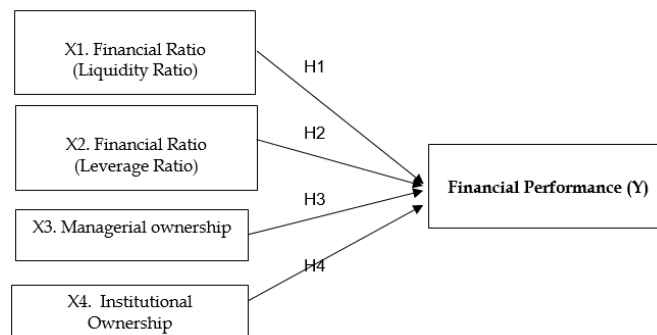 X1. Financial Ratio
(Liquidity Ratio)
H1
X2. Financial Ratio
(Leverage Ratio)
H2
Financial Performance (Y)
X3. Managerial ownership
H3
H4
X4. Institutional
Ownership